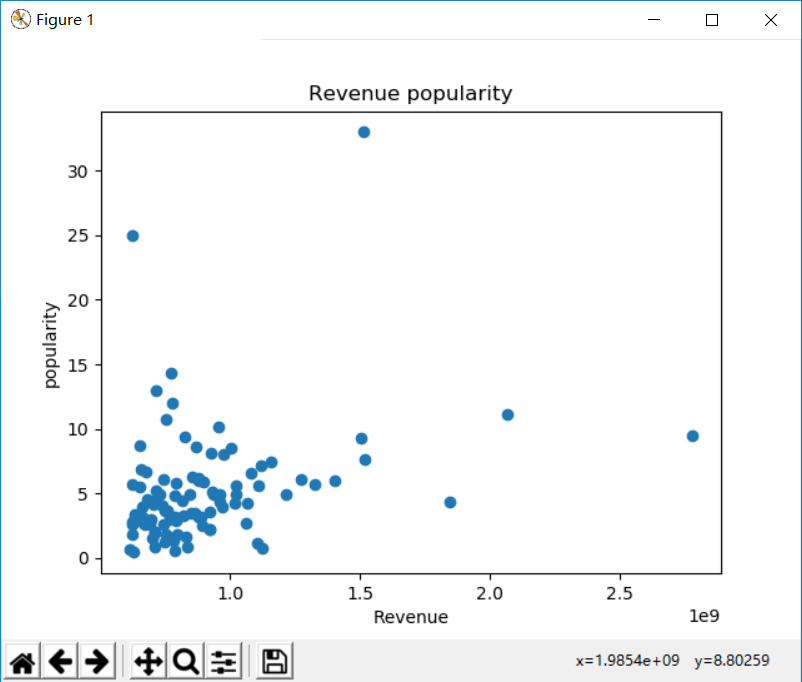 Figure 1
Revenue popularity
30
25
20
15
10
5
0
popularity
1.0 1.5 2.0 2.5
1e9
Revenue
x=1.9854e+09 y=8.80259